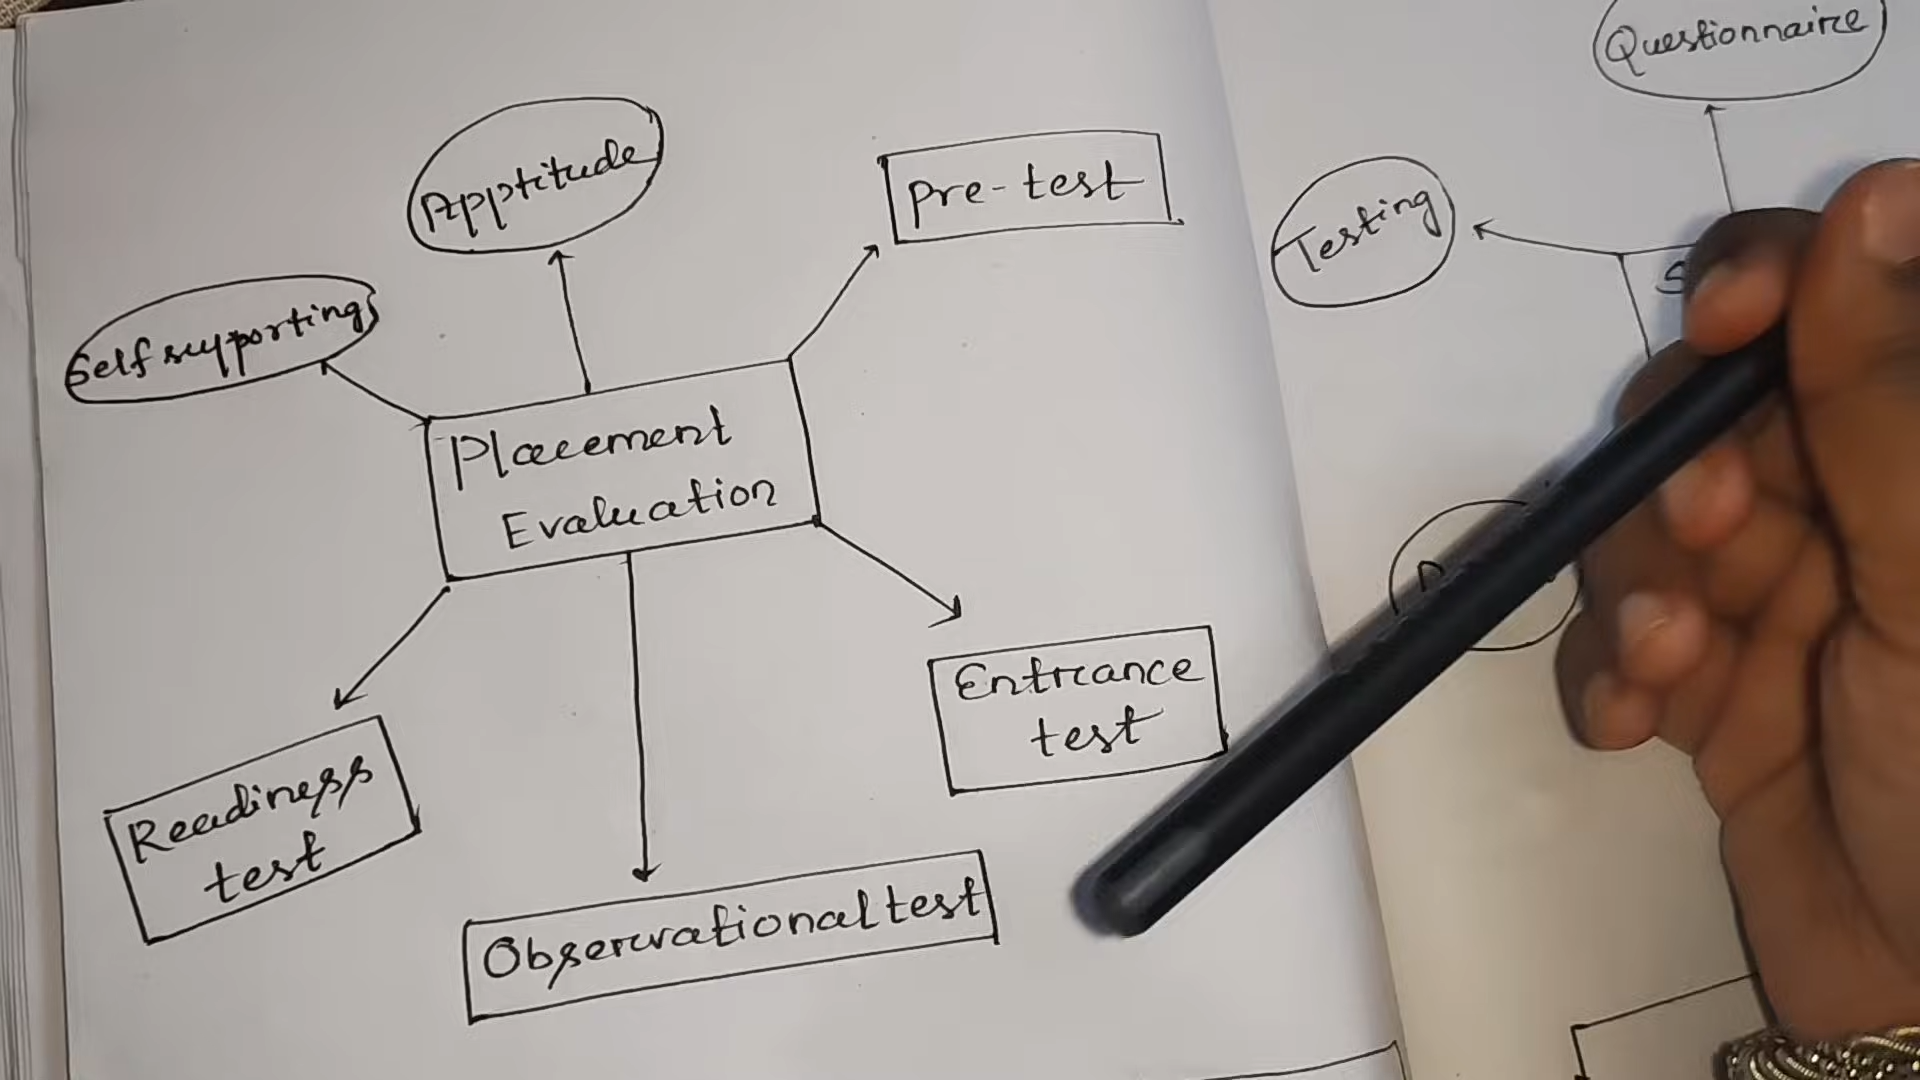 Questionnaire
Apptitude
Pre-test
Testing
Self supporting
Placement
Evaluation
Entrance
test
Readiness
test
Observational test